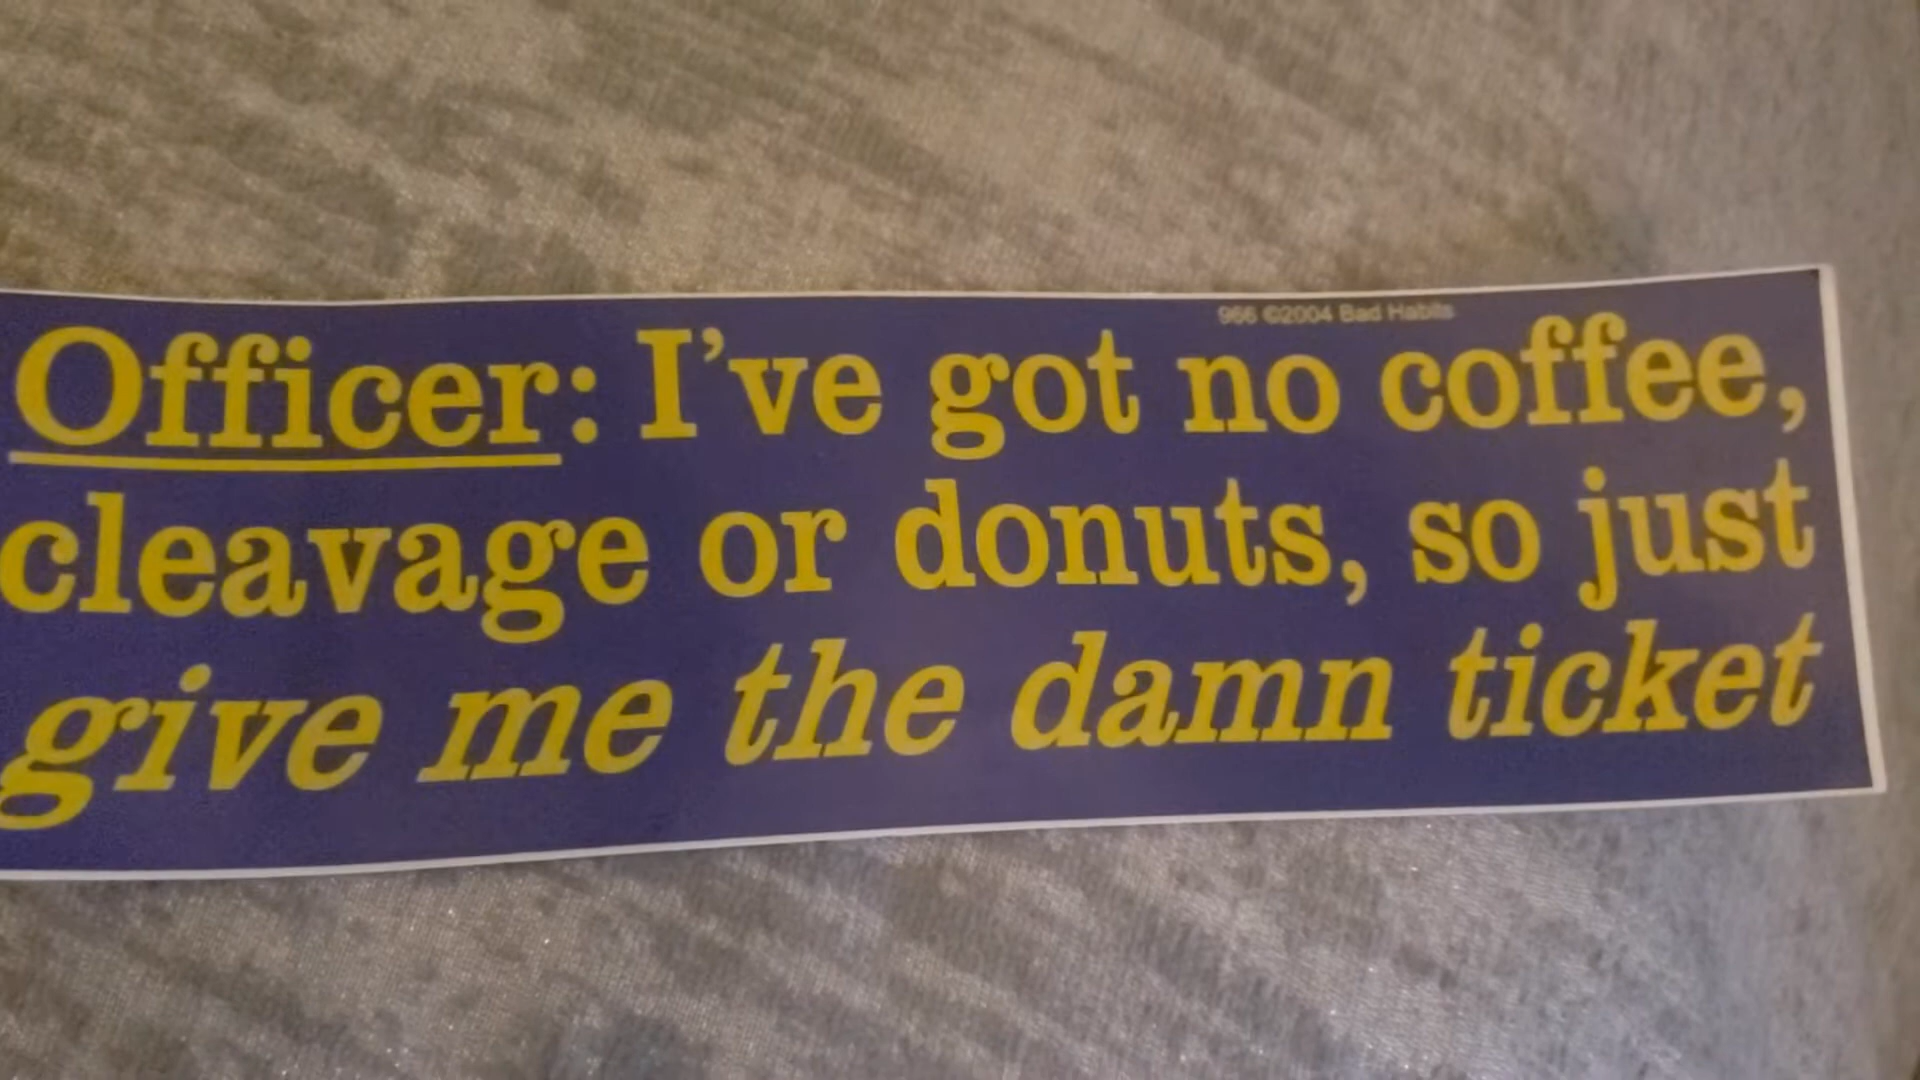 966 ©2004 Bad Habits
Officer: I've got no coffee,
cleavage or donuts, so just
give me the damn ticket